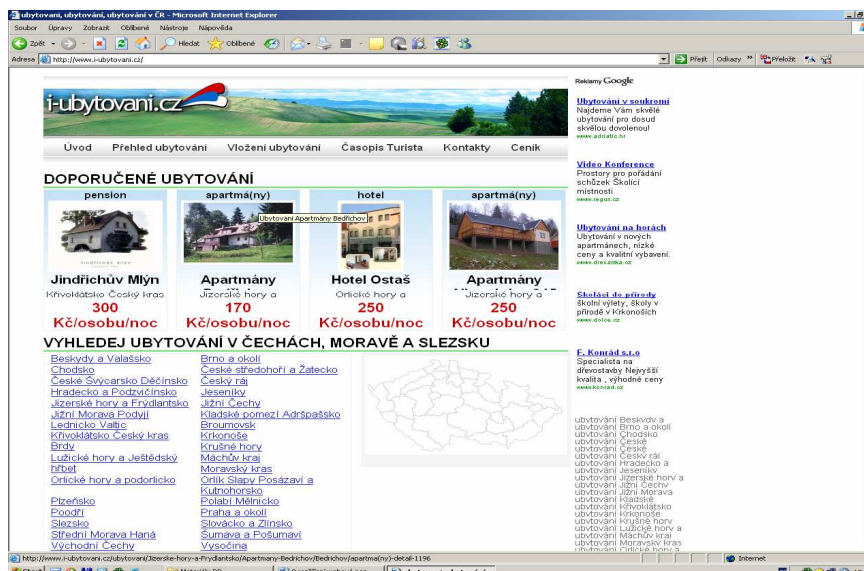 ubytovani, ubytování, ubytování v ČR - Microsoft Internet Explorer
Soubor Úpravy Zobrazit Oblíbené Nástroje Nápověda
Zpět Hledat Oblíbené
Adresa http://www.i-ubytovani.cz/ Přejít Odkazy Přeložit
i-ubytovani.cz
Úvod Přehled ubytování Vložení ubytování Časopis Turista Kontakty Ceník
DOPORUČENÉ UBYTOVÁNÍ
pension apartmá(ny) hotel apartmá(ny)
Ubytovani Apartmány Bedřichov
Jindřichův Mlýn Apartmány Hotel Ostaš Apartmány
Křivoklátsko Český kras Jizerské hory a Orlické hory a Jizerské hory a
300 170 250 250
Kč/osobu/noc Kč/osobu/noc Kč/osobu/noc Kč/osobu/noc
VYHLEDEJ UBYTOVÁNÍ V ČECHÁCH, MORAVĚ A SLEZSKU
Beskydy a Valašsko
Chodsko
České Švýcarsko Děčínsko
Hradecko a Podzvičínsko
Jizerské hory a Frýdlantsko
Jižní Morava Podyjí
Lednicko Valtic
Křivoklátsko Český kras
Brdy
Lužické hory a Ještědský
hřbet
Orlické hory a podorlicko
Plzeňsko
Poodří
Slezsko
Střední Morava Haná
Východní Čechy
Brno a okolí
České středohoří a Žatecko
Český ráj
Jeseníky
Jižní Čechy
Kladské pomezí Adršpašsko
Broumovsk
Krkonoše
Krušné hory
Máchův kraj
Moravský kras
Orlík Slapy Posázaví a
Kutnohorsko
Polabí Mělnicko
Praha a okolí
Slovácko a Zlínsko
Šumava a Pošumaví
Vysočina
Reklamy Google
Ubytování v soukromí
Najdeme Vám skvělé
ubytování pro dosud
skvělou dovolenou!
www.adriatic.hr
Video Konference
Prostory pro pořádání
schůzek Školící
místnosti
www.regus.cz
Ubytování na horách
Ubytování v nových
apartmánech, nízké
ceny a kvalitní vybavení.
www.drevarska.cz
Školáci do přírody
školní výlety, školy v
přírodě v Krkonoších
www.dolce.cz
F. Konrád s.r.o
Specialista na
dřevostavby Nejvyšší
kvalita , výhodné ceny
www.konrad.cz
ubytování Beskydy a
ubytování Brno a okolí
ubytování Chodsko
ubytování České
ubytování České
ubytování Český ráj
ubytování Hradecko a
ubytování Jeseníky
ubytování Jizerské hory a
ubytování Jižní Čechy
ubytování Jižní Morava
ubytování Kladské
ubytování Křivoklátsko
ubytování Krkonoše
ubytování Krušné hory
ubytování Lužické hory a
ubytování Máchův kraj
ubytování Moravský kras
ubytování Orlické hory a
http://www.i-ubytovani.cz/ubytovani/Jizerske-hory-a-Frydlantsko/Apartmany-Bedrichov/Bedrichov/apartma(ny)-detail-1196
Internet